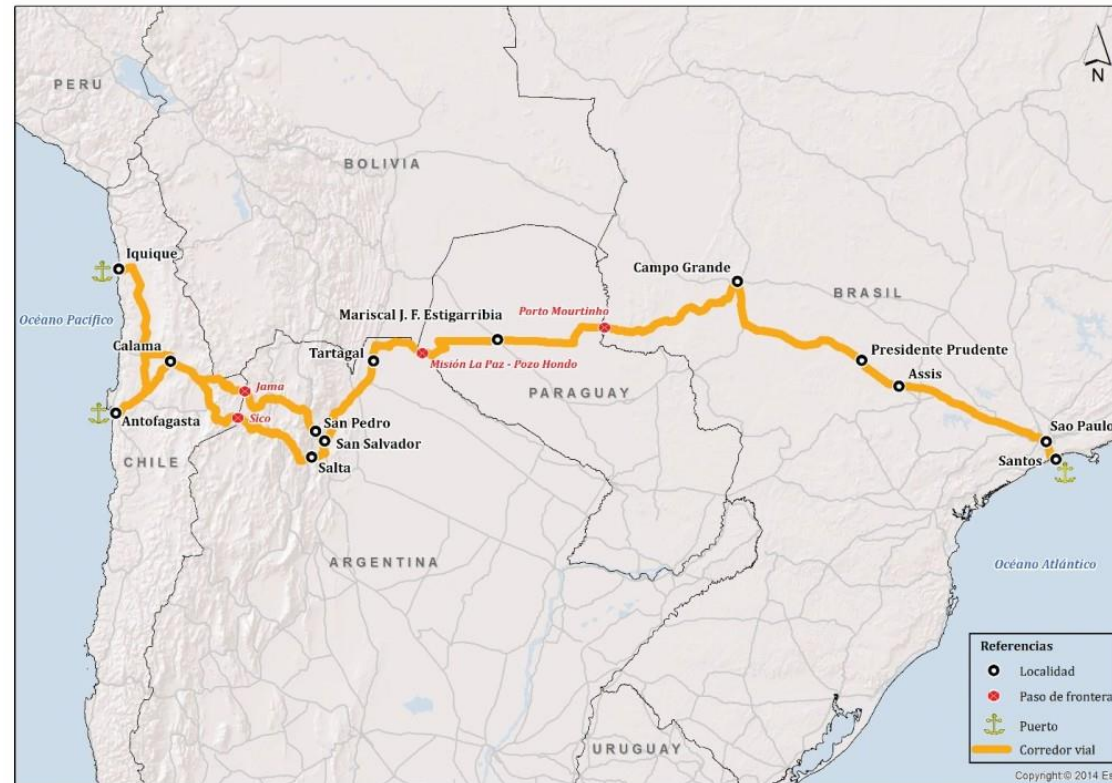 N
PERU
BOLIVIA
Iquique
Campo Grande
BRASIL
Océano Pacífico
Porto Mourtinho
Mariscal J. F. Estigarribia
Calama
Tartagal
Misión La Paz - Pozo Hondo
Presidente Prudente
Jama
PARAGUAY
Assis
Antofagasta
Sico
San Pedro
San Salvador
Sao Paulo
CHILE
Salta
Santos
ARGENTINA
Océano Atlántico
Referencias
Localidad
Paso de frontera
Puerto
URUGUAY
Corredor vial
Copyright © 2014 Es